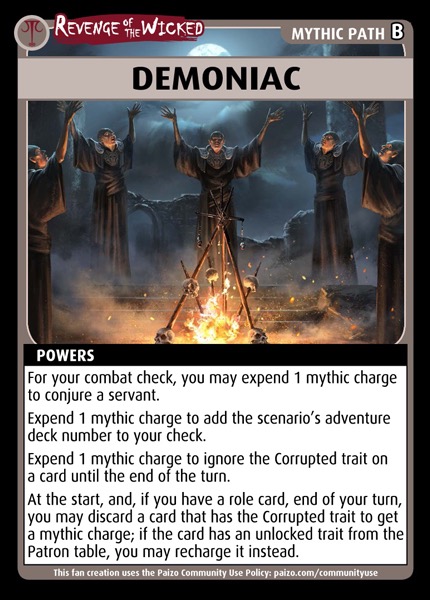 REVENGE OF THE WICKED
MYTHIC PATH B
DEMONIAC
POWERS
For your combat check, you may expend 1 mythic charge
to conjure a servant.
Expend 1 mythic charge to add the scenario's adventure
deck number to your check.
Expend 1 mythic charge to ignore the Corrupted trait on
a card until the end of the turn.
At the start, and, if you have a role card, end of your turn,
you may discard a card that has the Corrupted trait to get
a mythic charge; if the card has an unlocked trait from the
Patron table, you may recharge it instead.
This fan creation uses the Paizo Community Use Policy: paizo.com/communityuse